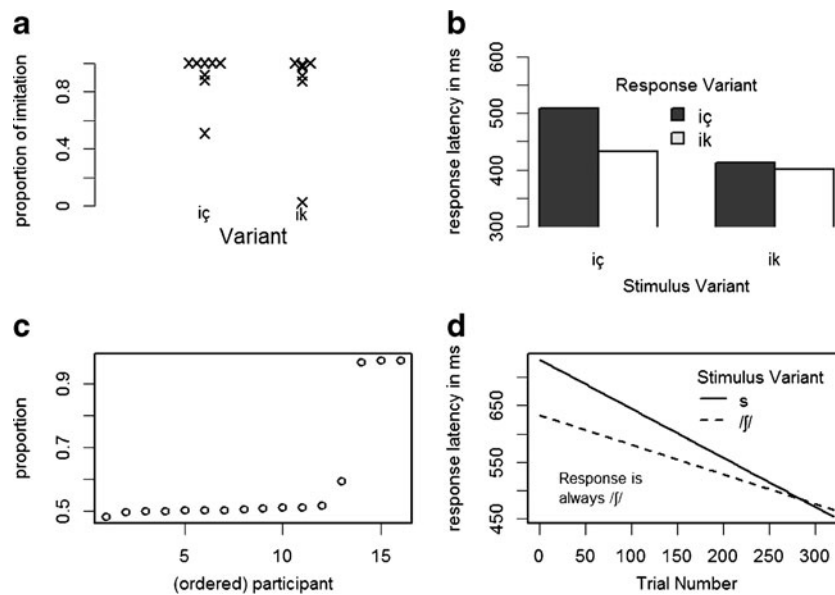 a
proportion of imitation
0.8
0.4
0
iç ik
Variant
b
response latency in ms
600
500
400
300
Response Variant
iç
ik
iç ik
Stimulus Variant
c
proportion
0.9
0.7
0.5
5 10 15
(ordered) participant
d
response latency in ms
650
550
450
Stimulus Variant
s
/ʃ/
Response is
always /ʃ/
0 50 100 150 200 250 300
Trial Number